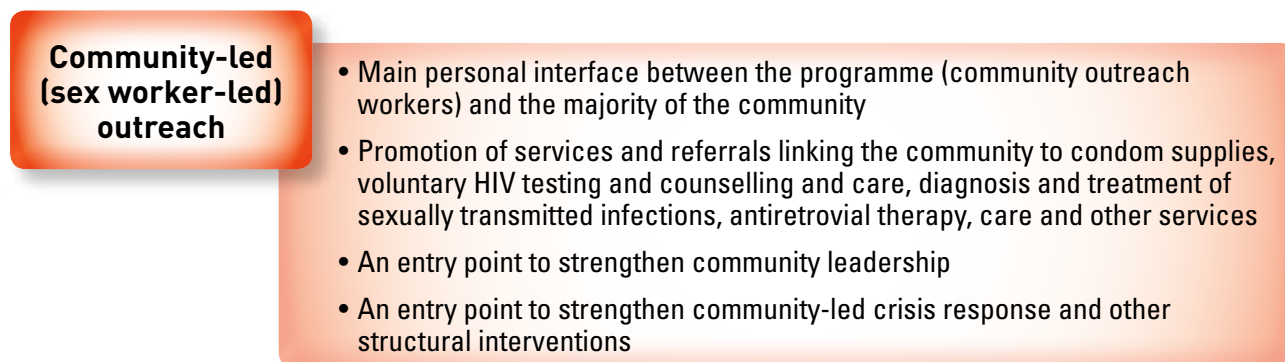 Community-led
(sex worker-led)
outreach
• Main personal interface between the programme (community outreach
workers) and the majority of the community
• Promotion of services and referrals linking the community to condom supplies,
voluntary HIV testing and counselling and care, diagnosis and treatment of
sexually transmitted infections, antiretrovial therapy, care and other services
• An entry point to strengthen community leadership
• An entry point to strengthen community-led crisis response and other
structural interventions